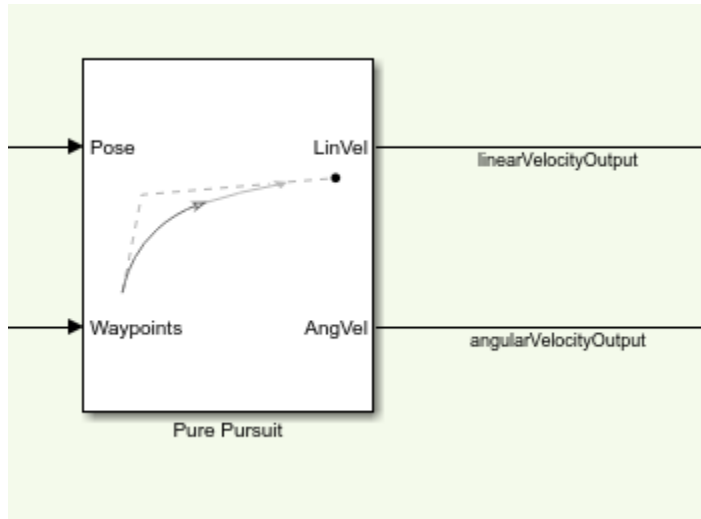 Pose
LinVel
linearVelocityOutput
Waypoints
AngVel
angularVelocityOutput
Pure Pursuit